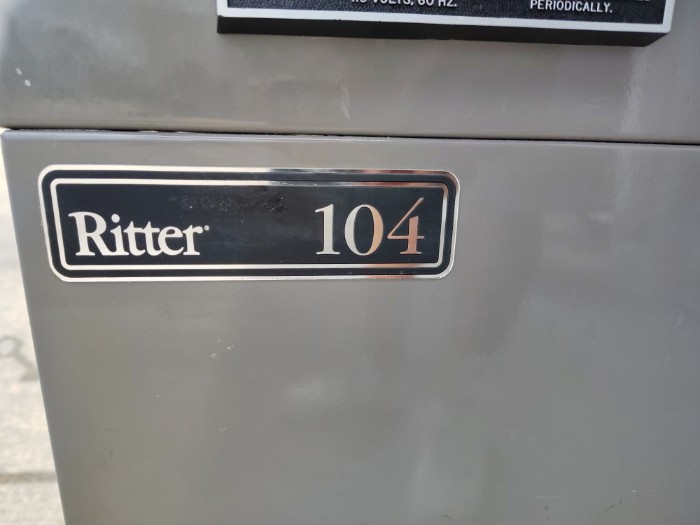 VOLTS, 60 HZ.
PERIODICALLY.
Ritter 104